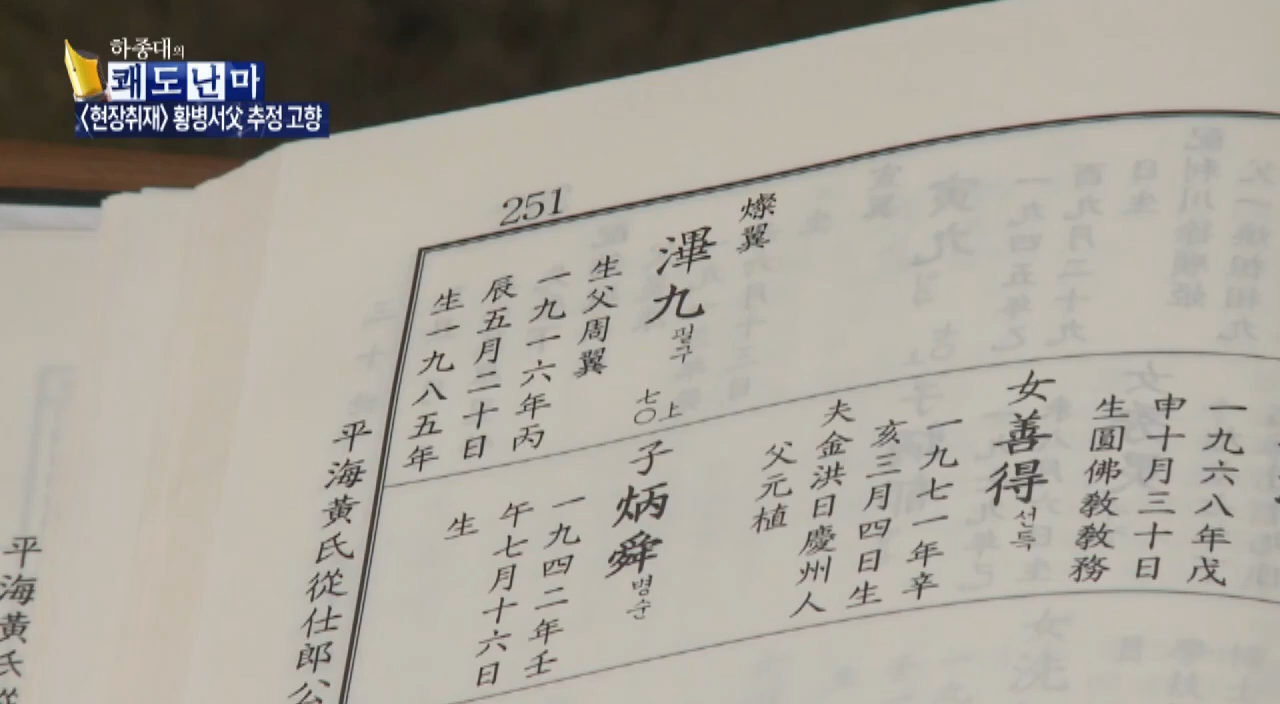 하종대의
쾌도난마
〈현장취재〉 황병서父 추정 고향
251
燦翼
滭九 필구
生父周翼
一九一六年丙
辰五月二十日
生一九八五年
上
七〇
一九六八年戊
申十月三十日
生圓佛敎敎務
女善得 선득
一九七一年辛
亥三月四日生
夫金洪日慶州人
父元植
子炳舜 병순
一九四二年壬
午七月十六日
生
平海黃氏從仕郎公
平海黃氏從